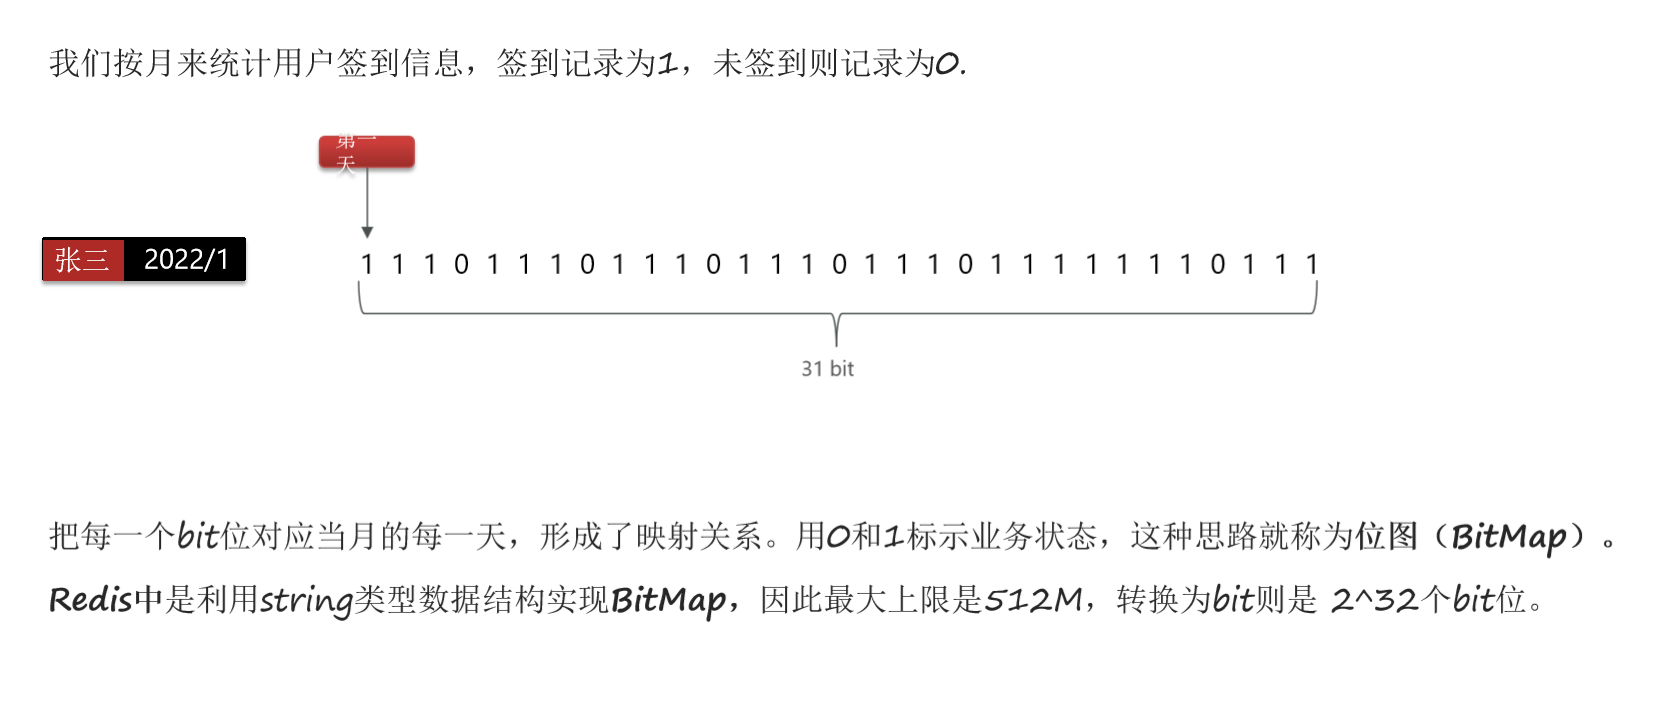 我们按月来统计用户签到信息，签到记录为1，未签到则记录为0.
第一
天
张三 2022/1
1 1 1 0 1 1 1 0 1 1 1 0 1 1 1 0 1 1 1 0 1 1 1 1 1 1 1 0 1 1 1
31 bit
把每一个bit位对应当月的每一天，形成了映射关系。用0和1标示业务状态，这种思路就称为位图（BitMap）。
Redis中是利用string类型数据结构实现BitMap，因此最大上限是512M，转换为bit则是 2^32个bit位。